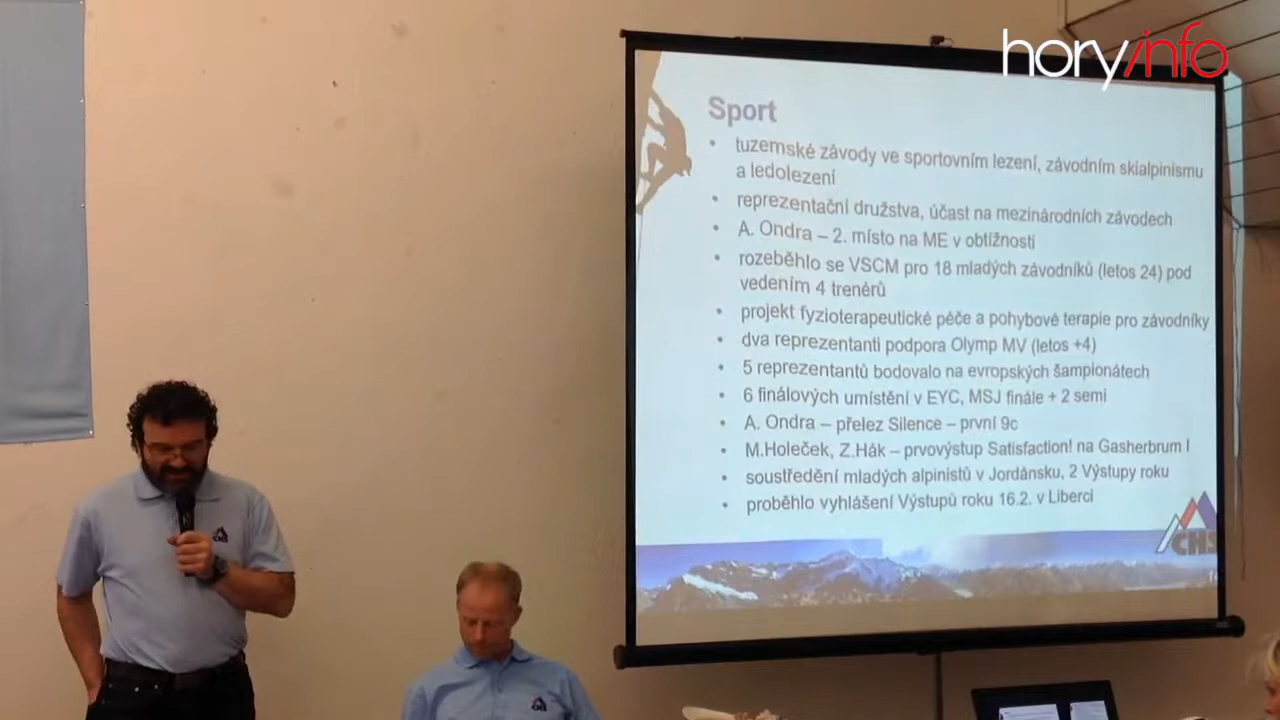 hory/info
Sport
• tuzemské závody ve sportovním lezení, závodním skialpinismu
a ledolezení
• reprezentační družstva, účast na mezinárodních závodech
• A. Ondra – 2. místo na ME v obtížnosti
• rozeběhlo se VSCM pro 18 mladých závodníků (letos 24) pod
vedením 4 trenérů
• projekt fyzioterapeutické péče a pohybové terapie pro závodníky
• dva reprezentanti podpora Olymp MV (letos +4)
• 5 reprezentantů bodovalo na evropských šampionátech
• 6 finálových umístění v EYC, MSJ finále + 2 semi
• A. Ondra – přelez Silence – první 9c
• M.Holeček, Z.Hák – prvovýstup Satisfaction! na Gasherbrum I
• soustředění mladých alpinistů v Jordánsku, 2 Výstupy roku
• proběhlo vyhlášení Výstupů roku 16.2. v Liberci
CHS